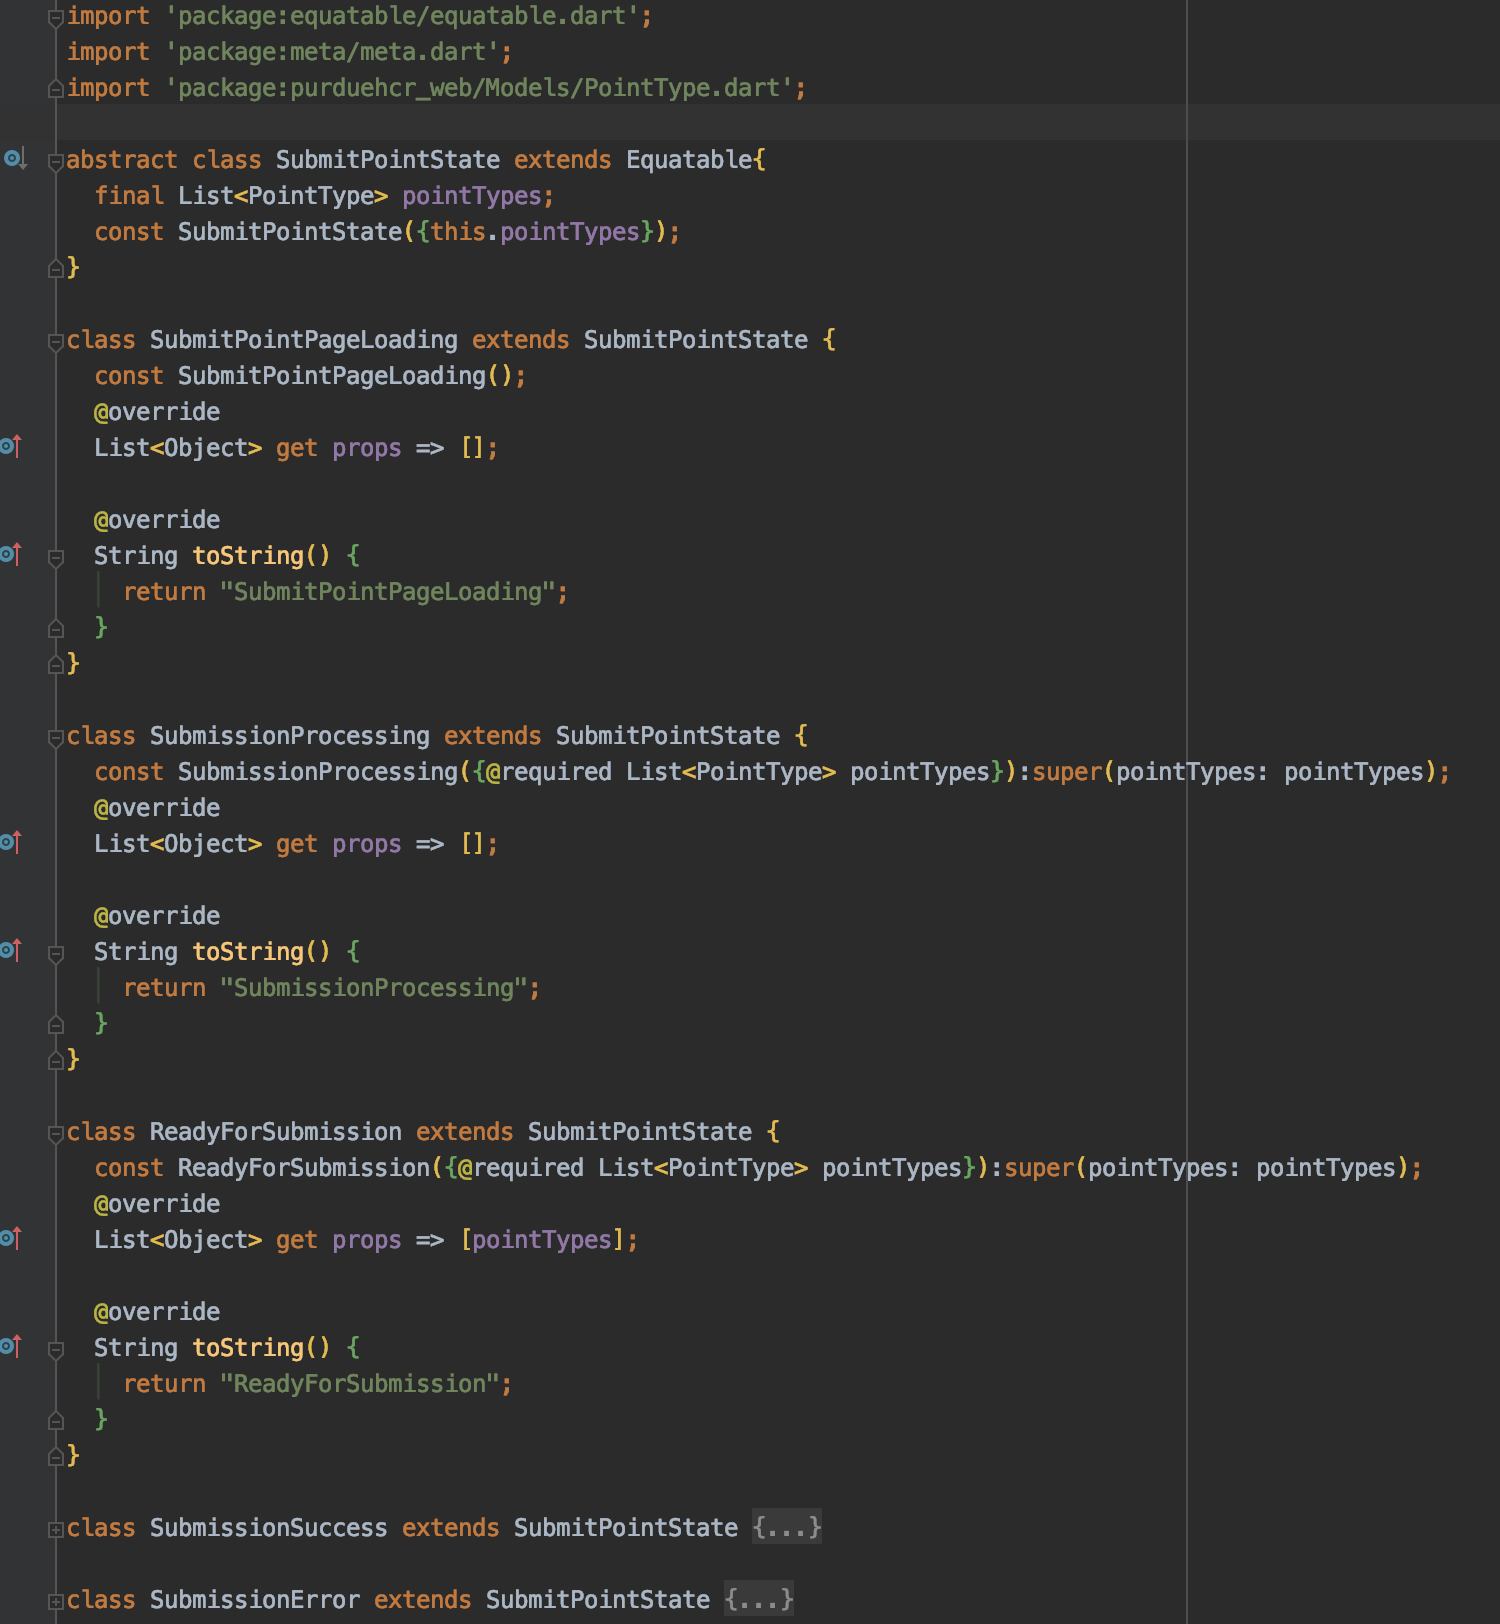 import 'package:equatable/equatable.dart';
import 'package:meta/meta.dart';
import 'package:purduehcr_web/Models/PointType.dart';

abstract class SubmitPointState extends Equatable{
  final List<PointType> pointTypes;
  const SubmitPointState({this.pointTypes});
}

class SubmitPointPageLoading extends SubmitPointState {
  const SubmitPointPageLoading();
  @override
  List<Object> get props => [];

  @override
  String toString() {
    return "SubmitPointPageLoading";
  }
}

class SubmissionProcessing extends SubmitPointState {
  const SubmissionProcessing({@required List<PointType> pointTypes}):super(pointTypes: pointTypes);
  @override
  List<Object> get props => [];

  @override
  String toString() {
    return "SubmissionProcessing";
  }
}

class ReadyForSubmission extends SubmitPointState {
  const ReadyForSubmission({@required List<PointType> pointTypes}):super(pointTypes: pointTypes);
  @override
  List<Object> get props => [pointTypes];

  @override
  String toString() {
    return "ReadyForSubmission";
  }
}

class SubmissionSuccess extends SubmitPointState {...}

class SubmissionError extends SubmitPointState {...}